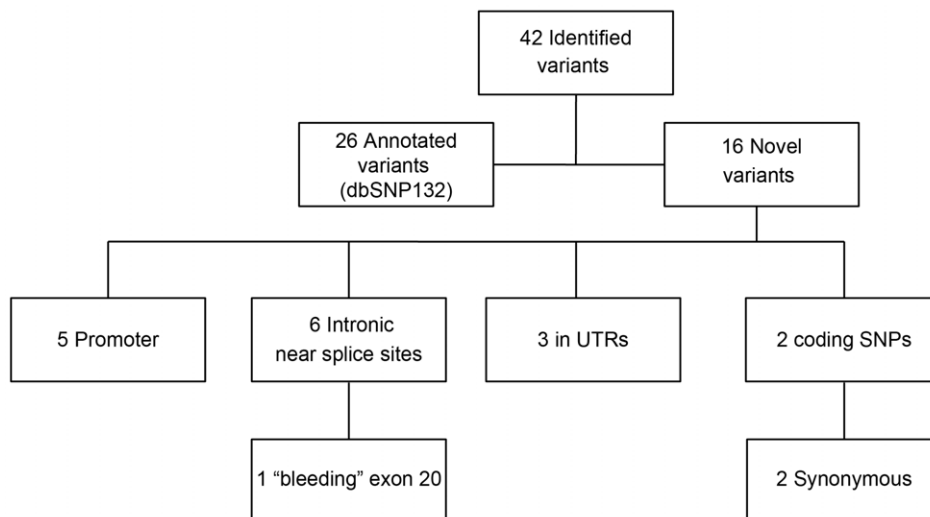 42 Identified
variants
26 Annotated
variants
(dbSNP132)
16 Novel
variants
5 Promoter
6 Intronic
near splice sites
3 in UTRs
2 coding SNPs
1 “bleeding” exon 20
2 Synonymous